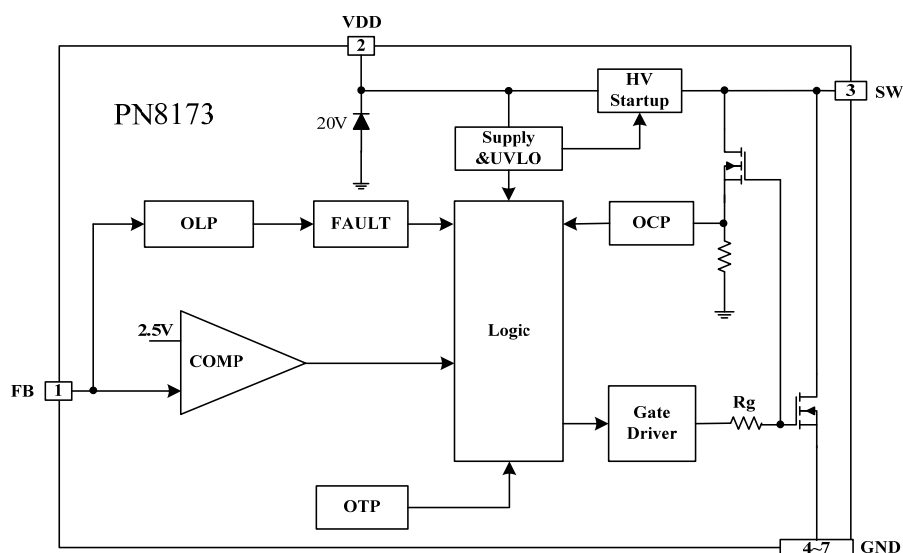 VDD
2
PN8173
20V
HV
Startup
3
SW
Supply
&UVLO
OLP
FAULT
OCP
2.5V
COMP
Logic
FB
1
Gate
Driver
Rg
OTP
4~7
GND